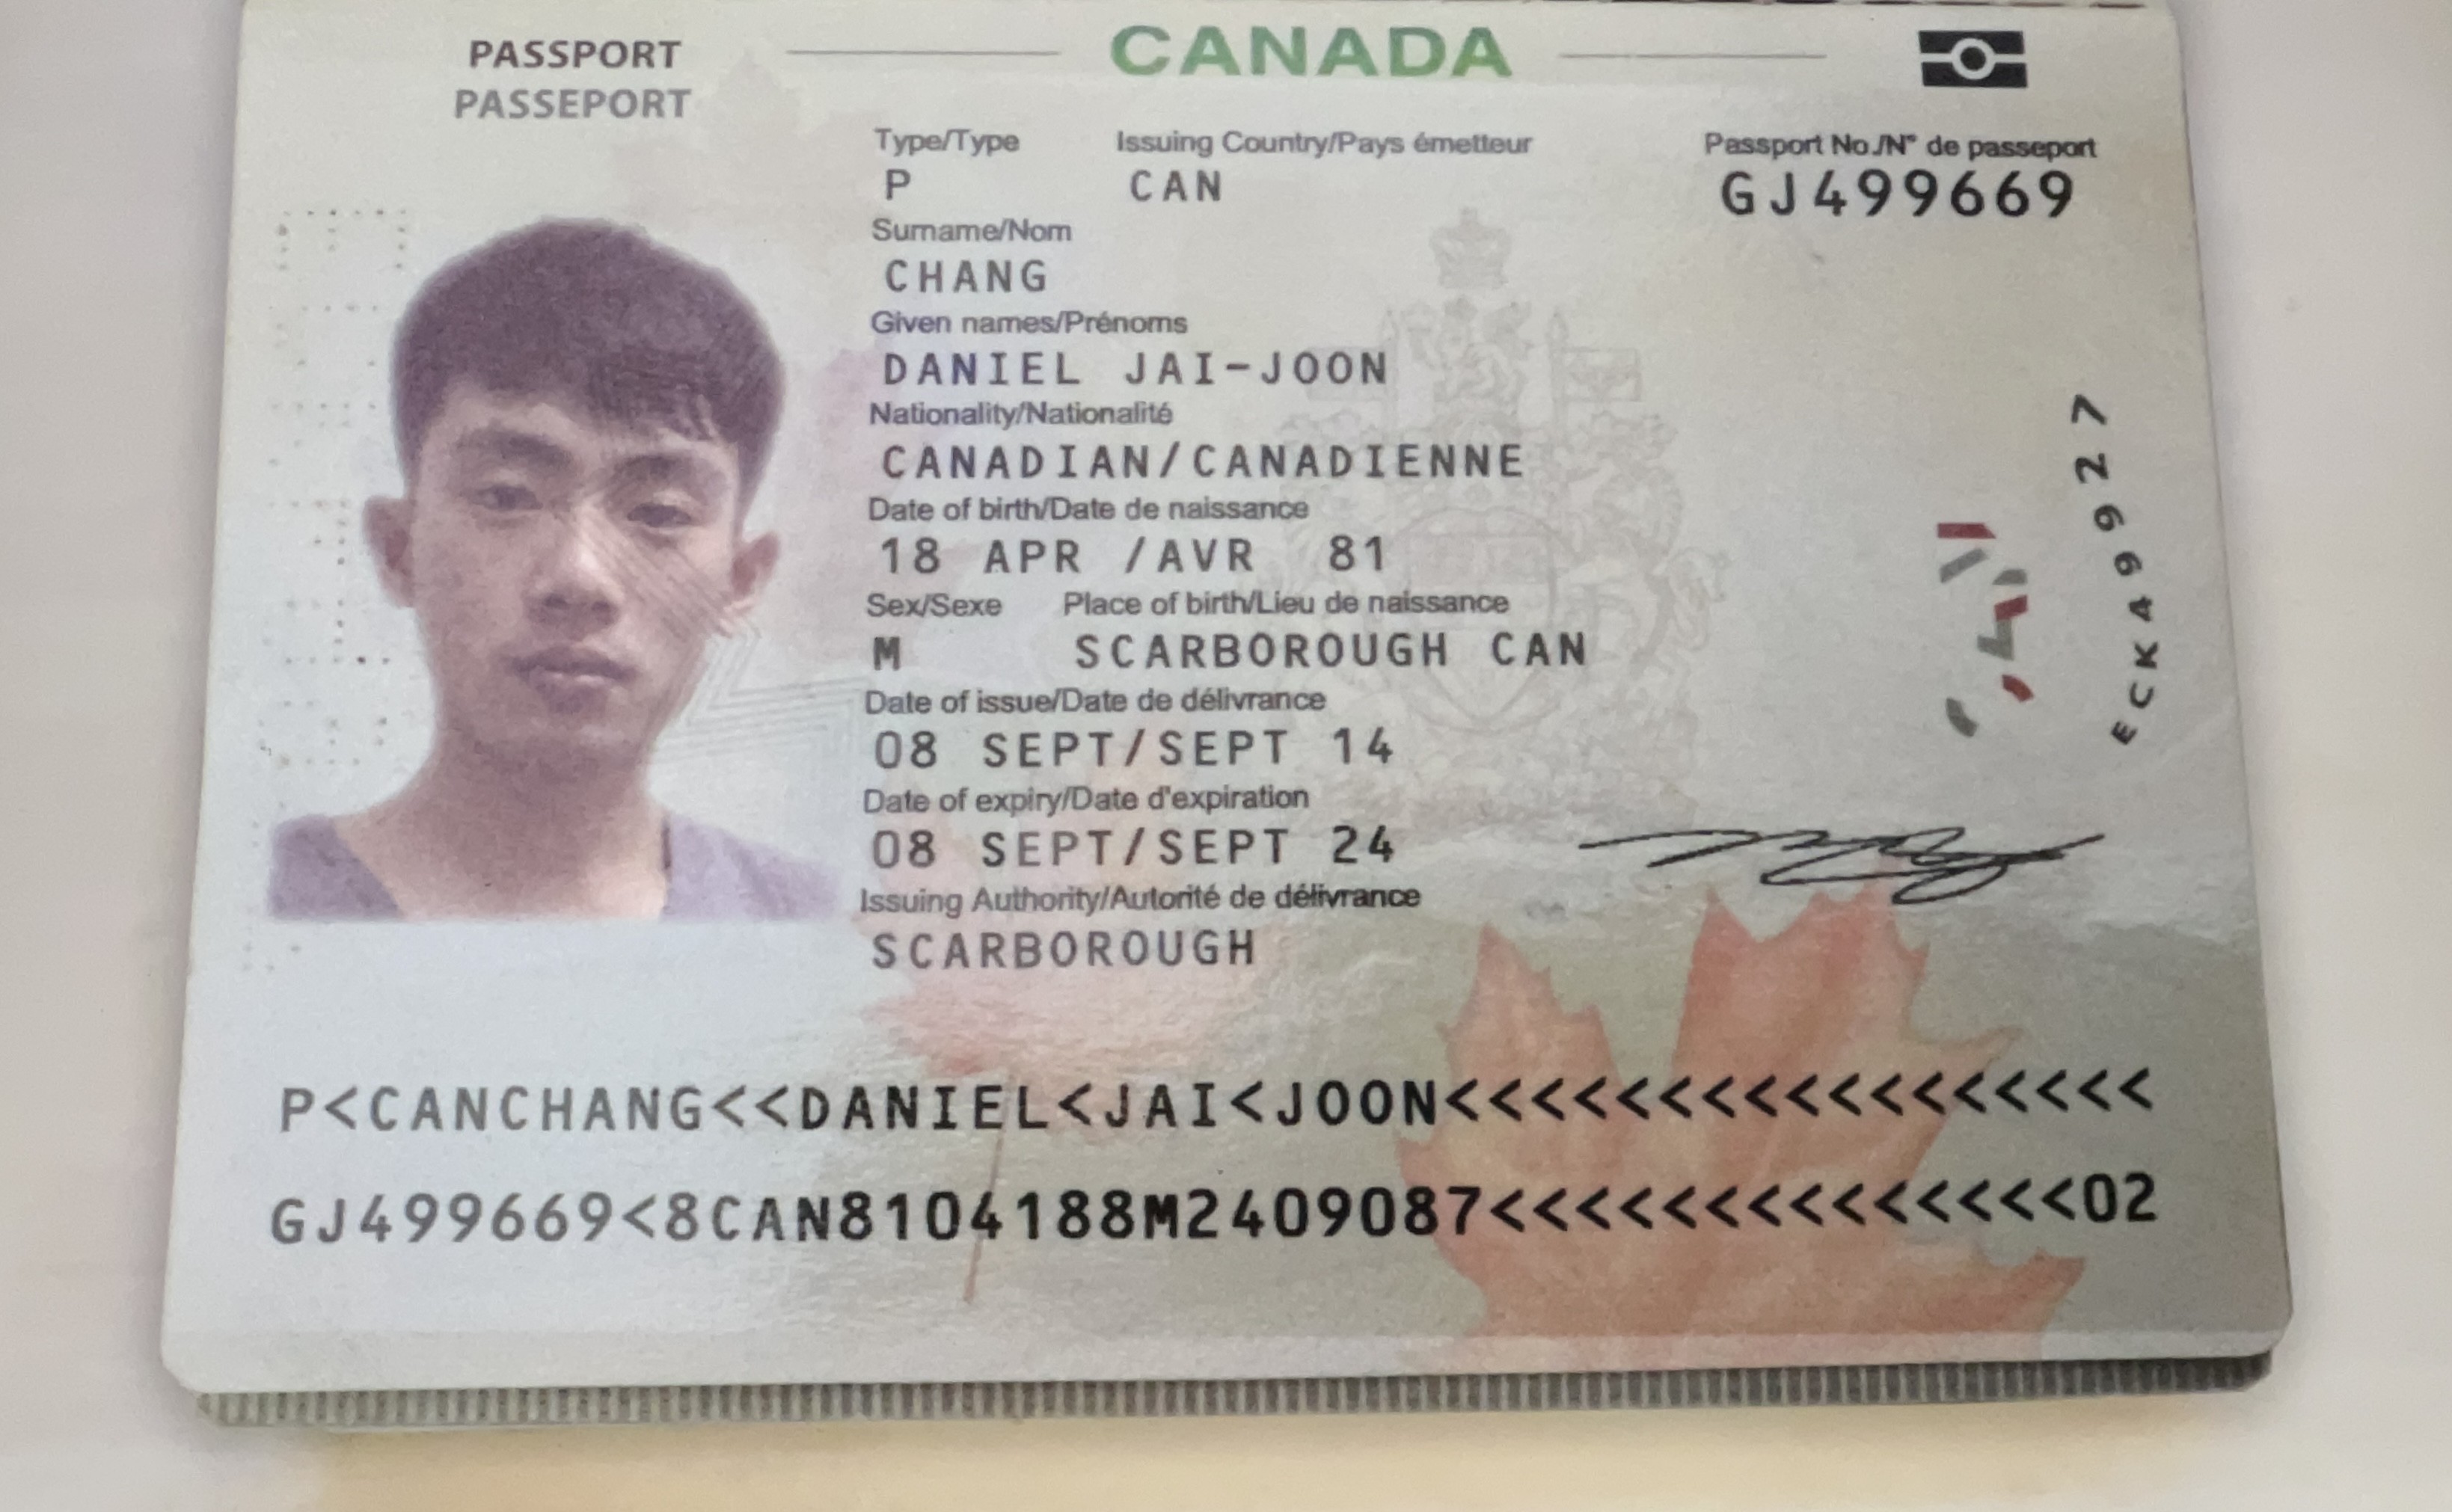 PASSPORT
PASSEPORT
CANADA
Type/Type Issuing Country/Pays émetteur Passport No./N° de passeport
P CAN GJ499669
Surname/Nom
CHANG
Given names/Prénoms
DANIEL JAI-JOON
Nationality/Nationalité
CANADIAN/CANADIENNE
Date of birth/Date de naissance
18 APR /AVR 81
Sex/Sexe Place of birth/Lieu de naissance
M SCARBOROUGH CAN
Date of issue/Date de délivrance
08 SEPT/SEPT 14
Date of expiry/Date d'expiration
08 SEPT/SEPT 24
Issuing Authority/Autorité de délivrance
SCARBOROUGH
ECK49927
P<CANCHANG<<DANIEL<JAI<JOON<<<<<<<<<<<<<<<<<
GJ499669<8CAN8104188M2409087<<<<<<<<<<<<<<02